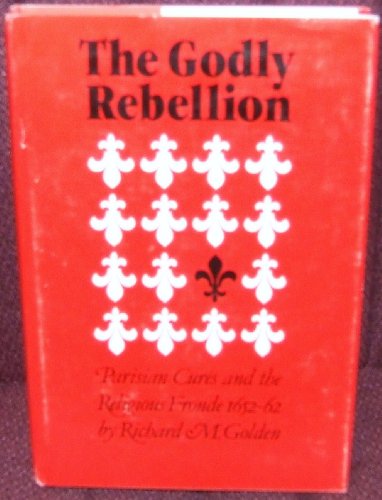 The Godly
Rebellion
Parisian Curés and the
Religious Fronde 1652-62
by Richard M. Golden